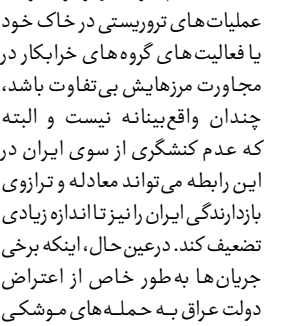 عملیات‌های تروریستی در خاک خود
یا فعالیت‌های گروه‌های خرابکار در
مجاورت مرزهایش بی‌تفاوت باشد،
چندان واقع‌بینانه نیست و البته
که عدم کنشگری از سوی ایران در
این رابطه می‌تواند معادله و ترازوی
بازدارندگی ایران را نیز تا اندازه زیادی
تضعیف کند. درعین‌حال، اینکه برخی
جریان‌ها به‌طور خاص از اعتراض
دولت عراق به حمله‌های موشکی